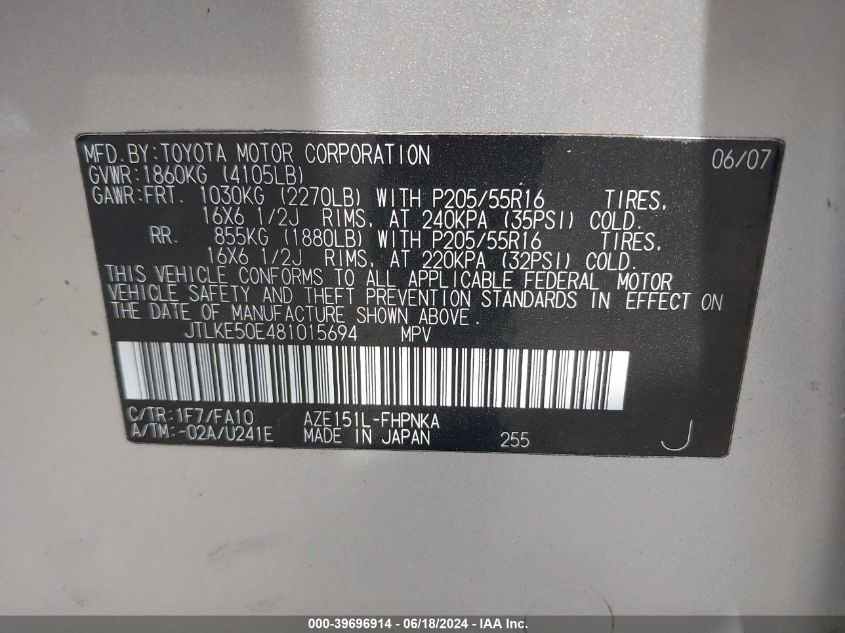 MFD.BY:TOYOTA MOTOR CORPORATION 06/07
GVWR:1860KG (4105LB)
GAWR:FRT. 1030KG (2270LB) WITH P205/55R16 TIRES,
16X6 1/2J RIMS, AT 240KPA (35PSI) COLD.
RR. 855KG (1880LB) WITH P205/55R16 TIRES,
16X6 1/2J RIMS, AT 220KPA (32PSI) COLD.
THIS VEHICLE CONFORMS TO ALL APPLICABLE FEDERAL MOTOR
VEHICLE SAFETY AND THEFT PREVENTION STANDARDS IN EFFECT ON
THE DATE OF MANUFACTURE SHOWN ABOVE.
JTLKE50E481015694 MPV
C/TR:1F7/FA10 AZE151L-FHPNKA
A/TM:-02A/U241E MADE IN JAPAN 255 J
000-39696914 - 06/18/2024 - IAA Inc.